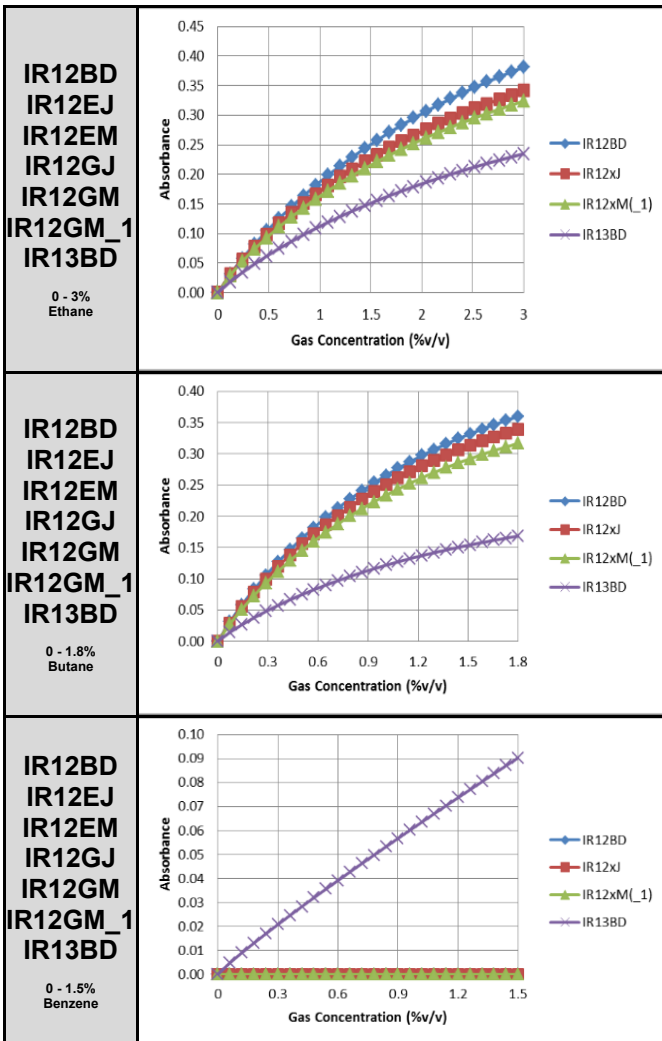 IR12BD
IR12EJ
IR12EM
IR12GJ
IR12GM
IR12GM_1
IR13BD
0 - 3%
Ethane
Absorbance
0.45
0.40
0.35
0.30
0.25
0.20
0.15
0.10
0.05
0.00
0 0.5 1 1.5 2 2.5 3
Gas Concentration (%v/v)
IR12BD
IR12xJ
IR12xM(_1)
IR13BD
IR12BD
IR12EJ
IR12EM
IR12GJ
IR12GM
IR12GM_1
IR13BD
0 - 1.8%
Butane
Absorbance
0.40
0.35
0.30
0.25
0.20
0.15
0.10
0.05
0.00
0 0.3 0.6 0.9 1.2 1.5 1.8
Gas Concentration (%v/v)
IR12BD
IR12xJ
IR12xM(_1)
IR13BD
IR12BD
IR12EJ
IR12EM
IR12GJ
IR12GM
IR12GM_1
IR13BD
0 - 1.5%
Benzene
Absorbance
0.10
0.09
0.08
0.07
0.06
0.05
0.04
0.03
0.02
0.01
0.00
0 0.3 0.6 0.9 1.2 1.5
Gas Concentration (%v/v)
IR12BD
IR12xJ
IR12xM(_1)
IR13BD